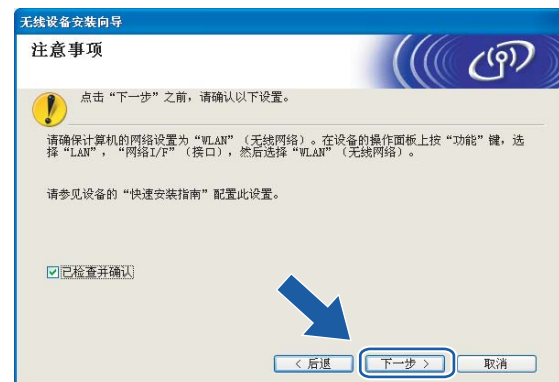 无线设备安装向导
注意事项
点击“下一步”之前，请确认以下设置。
请确保计算机的网络设置为“WLAN”（无线网络）。在设备的操作面板上按“功能”键，选
择“LAN”，“网络I/F”（接口），然后选择“WLAN”（无线网络）。
请参见设备的“快速安装指南”配置此设置。
已检查并确认
< 后退
下一步 >
取消